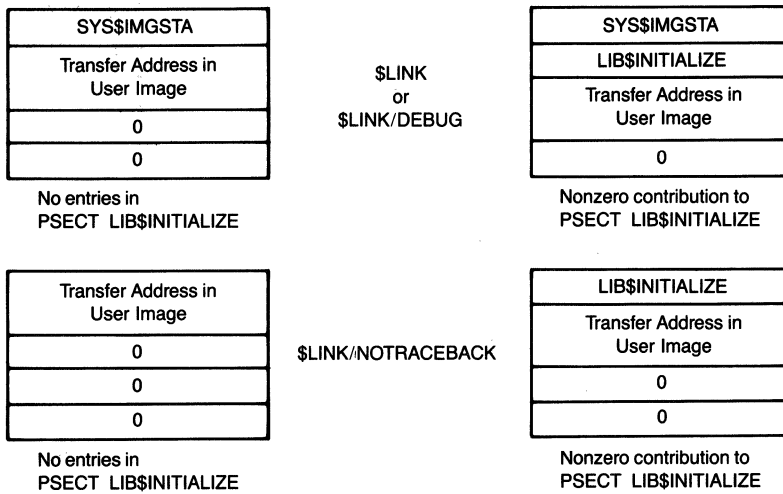 SYS$IMGSTA
Transfer Address in
User Image
0
0
No entries in
PSECT LIB$INITIALIZE
$LINK
or
$LINK/DEBUG
SYS$IMGSTA
LIB$INITIALIZE
Transfer Address in
User Image
0
Nonzero contribution to
PSECT LIB$INITIALIZE
Transfer Address in
User Image
0
0
0
No entries in
PSECT LIB$INITIALIZE
$LINK/NOTRACEBACK
LIB$INITIALIZE
Transfer Address in
User Image
0
0
Nonzero contribution to
PSECT LIB$INITIALIZE